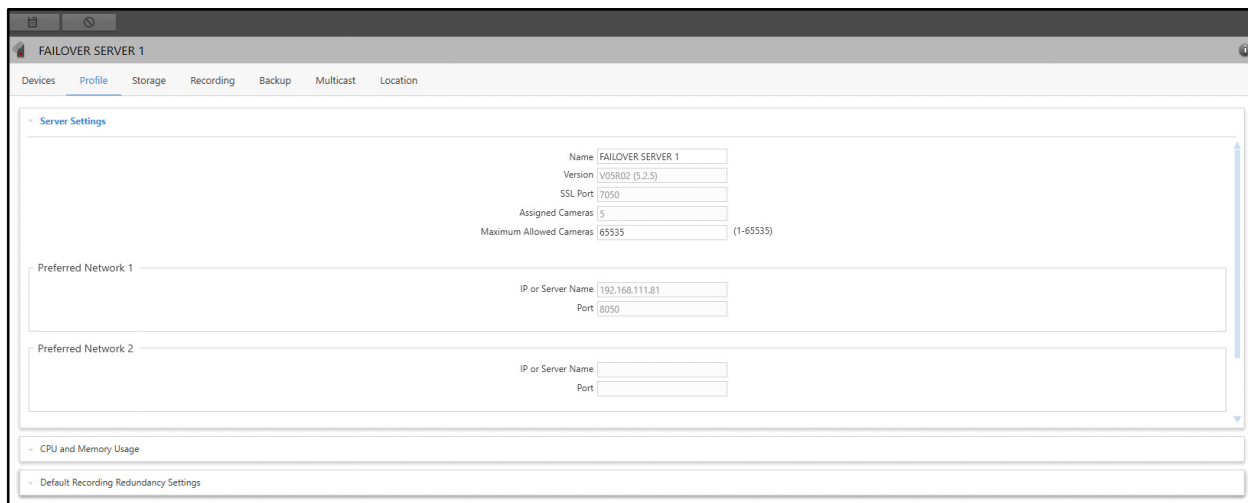 FAILOVER SERVER 1
Devices Profile Storage Recording Backup Multicast Location
Server Settings
Name FAILOVER SERVER 1
Version V05R02 (5.2.5)
SSL Port 7050
Assigned Cameras 5
Maximum Allowed Cameras 65535 (1-65535)
Preferred Network 1
IP or Server Name 192.168.111.81
Port 8050
Preferred Network 2
IP or Server Name
Port
CPU and Memory Usage
Default Recording Redundancy Settings